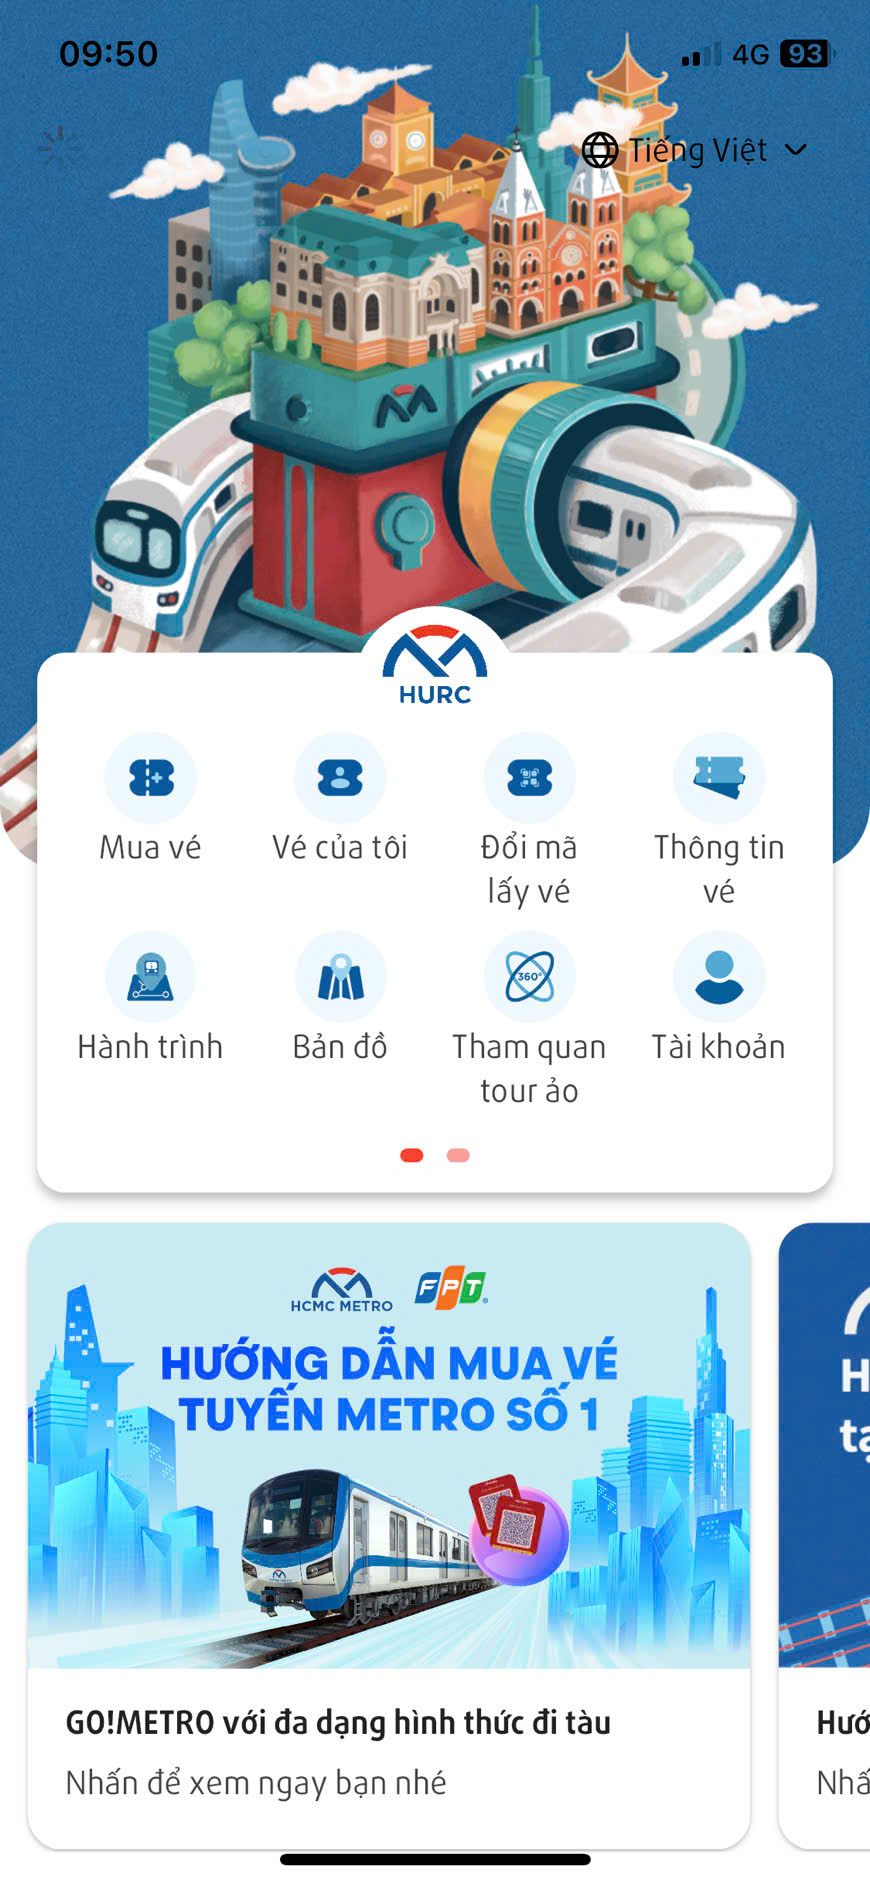 09:50
4G 93
Tiếng Việt
HURC
Mua vé
Vé của tôi
Đổi mã
lấy vé
Thông tin
vé
Hành trình
Bản đồ
360°
Tham quan
tour ảo
Tài khoản
HCMC METRO
FPT
HƯỚNG DẪN MUA VÉ
TUYẾN METRO SỐ 1
GO!METRO với đa dạng hình thức đi tàu
Nhấn để xem ngay bạn nhé
H
Hướ
Nhấ